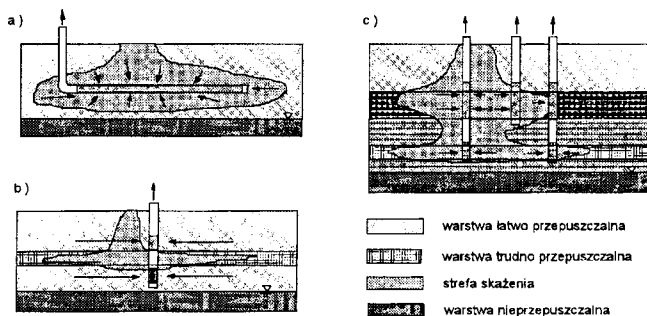 a)
b)
c)
warstwa łatwo przepuszczalna
warstwa trudno przepuszczalna
strefa skażenia
warstwa nieprzepuszczalna